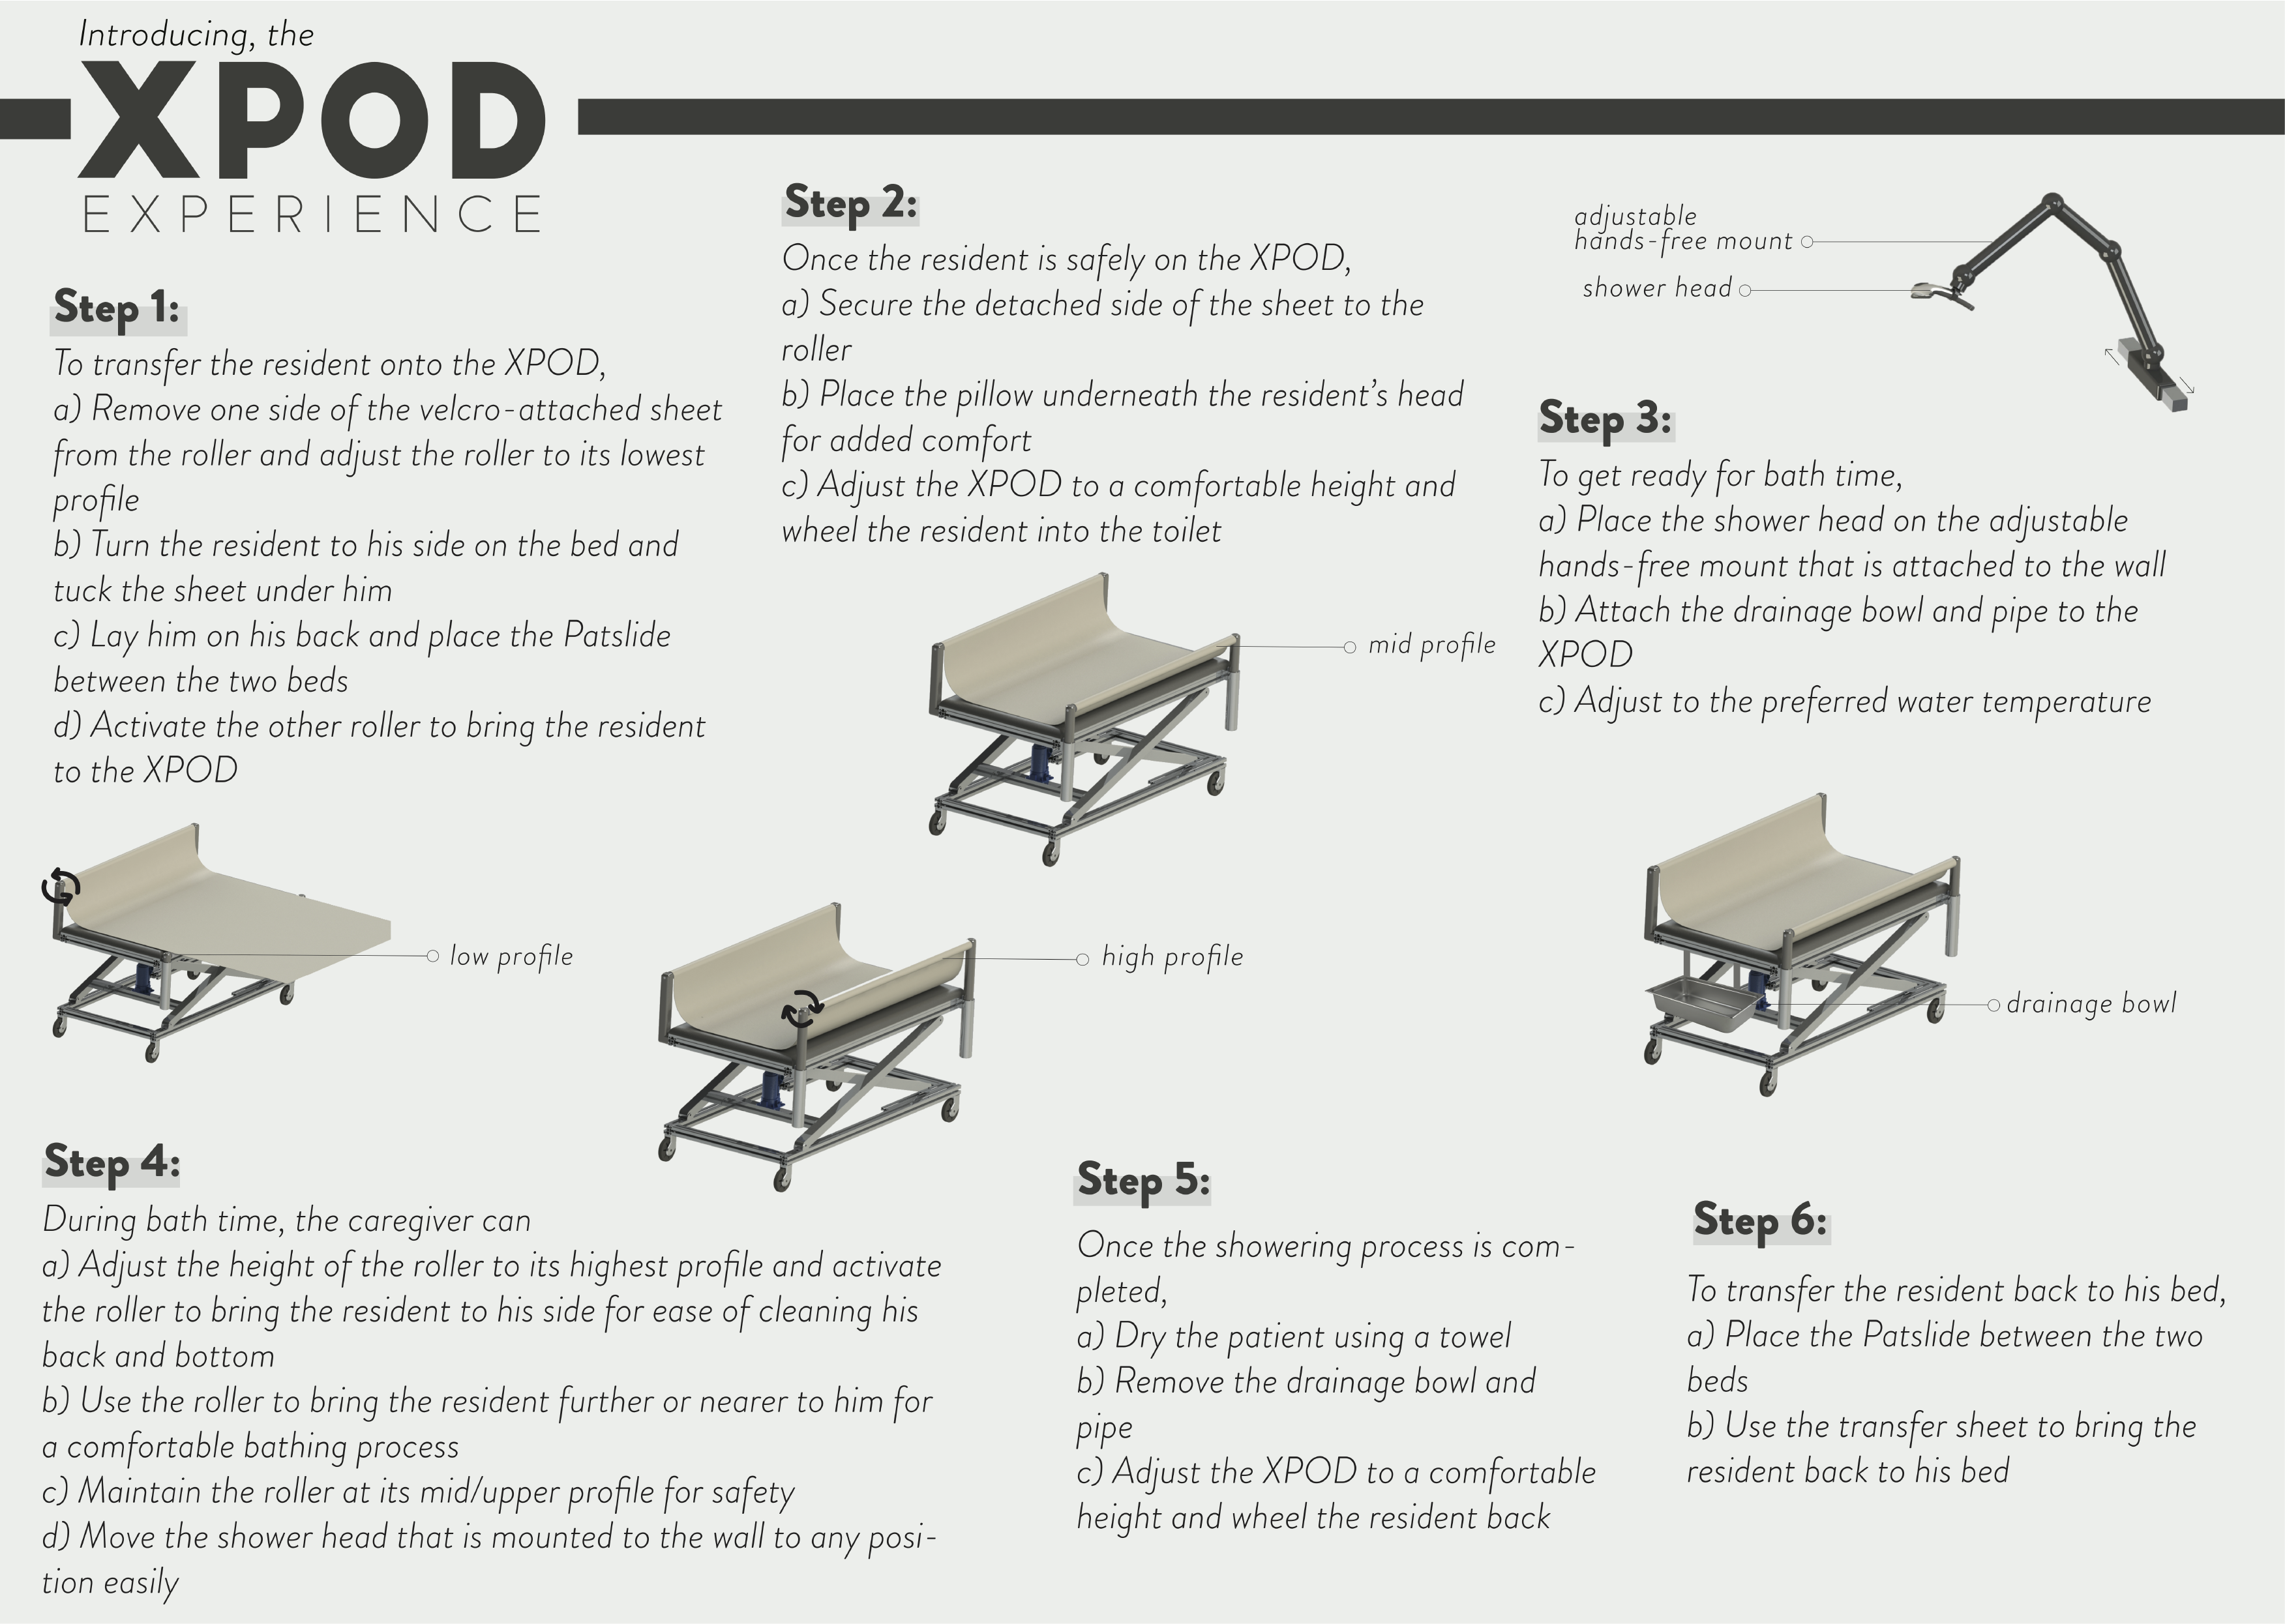 Introducing, the
XPOD
EXPERIENCE
Step 1:
To transfer the resident onto the XPOD,
a) Remove one side of the velcro-attached sheet
from the roller and adjust the roller to its lowest
profile
b) Turn the resident to his side on the bed and
tuck the sheet under him
c) Lay him on his back and place the Patslide
between the two beds
d) Activate the other roller to bring the resident
to the XPOD
low profile
Step 2:
Once the resident is safely on the XPOD,
a) Secure the detached side of the sheet to the
roller
b) Place the pillow underneath the resident’s head
for added comfort
c) Adjust the XPOD to a comfortable height and
wheel the resident into the toilet
mid profile
adjustable
hands-free mount
shower head
Step 3:
To get ready for bath time,
a) Place the shower head on the adjustable
hands-free mount that is attached to the wall
b) Attach the drainage bowl and pipe to the
XPOD
c) Adjust to the preferred water temperature
drainage bowl
high profile
Step 4:
During bath time, the caregiver can
a) Adjust the height of the roller to its highest profile and activate
the roller to bring the resident to his side for ease of cleaning his
back and bottom
b) Use the roller to bring the resident further or nearer to him for
a comfortable bathing process
c) Maintain the roller at its mid/upper profile for safety
d) Move the shower head that is mounted to the wall to any posi-
tion easily
Step 5:
Once the showering process is com-
pleted,
a) Dry the patient using a towel
b) Remove the drainage bowl and
pipe
c) Adjust the XPOD to a comfortable
height and wheel the resident back
Step 6:
To transfer the resident back to his bed,
a) Place the Patslide between the two
beds
b) Use the transfer sheet to bring the
resident back to his bed